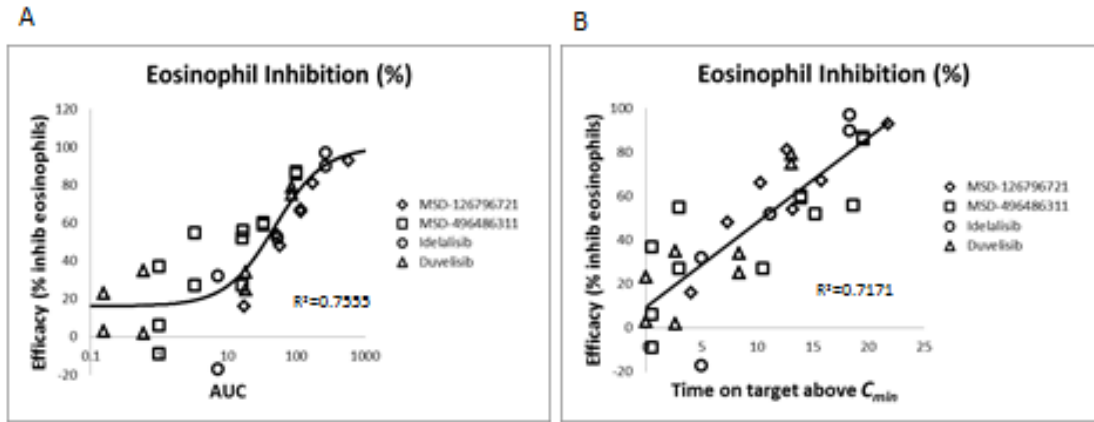 A
Eosinophil Inhibition (%)
Efficacy (% inhib eosinophils)
120
100
80
60
40
20
0
-20
0.1
10
100
1000
AUC
MSD-126796721
MSD-496486311
Idelalisib
Duvelisib
R²=0.7555
B
Eosinophil Inhibition (%)
Efficacy (% inhib eosinophils)
100
80
60
40
20
0
-20
5
10
15
20
25
Time on target above Cmin
MSD-126796721
MSD-496486311
Idelalisib
Duvelisib
R²=0.7171